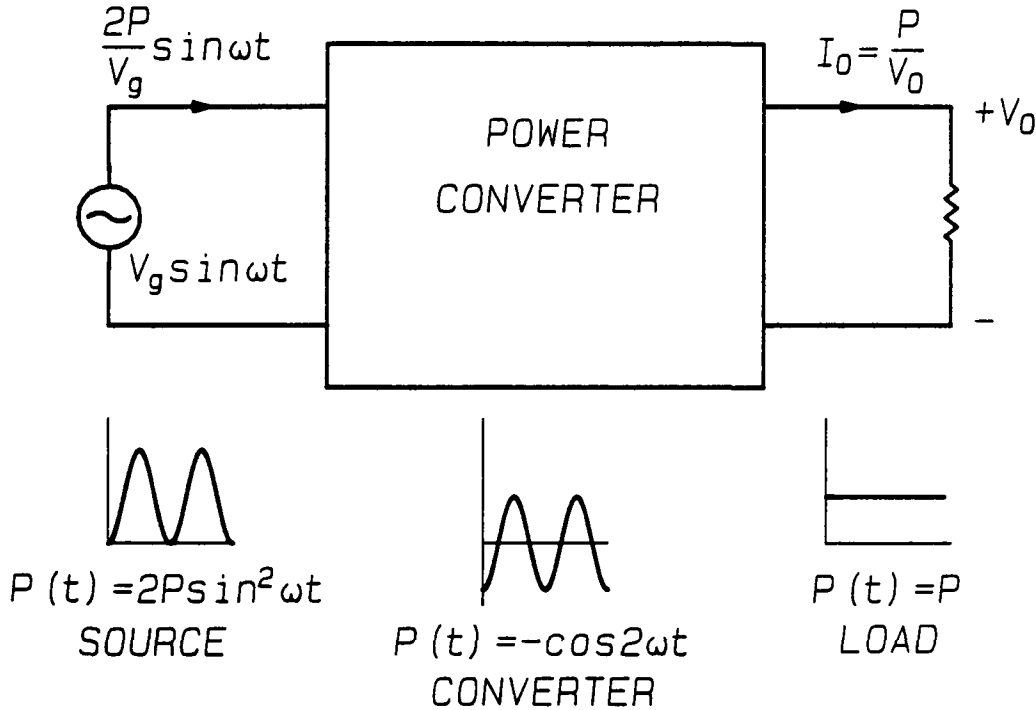 2P/V_g sinωt
I_0 = P/V_0
POWER
CONVERTER
+V_0
V_g sinωt
-
P(t)=2Psin²ωt
SOURCE
P(t)=-cos2ωt
CONVERTER
P(t)=P
LOAD